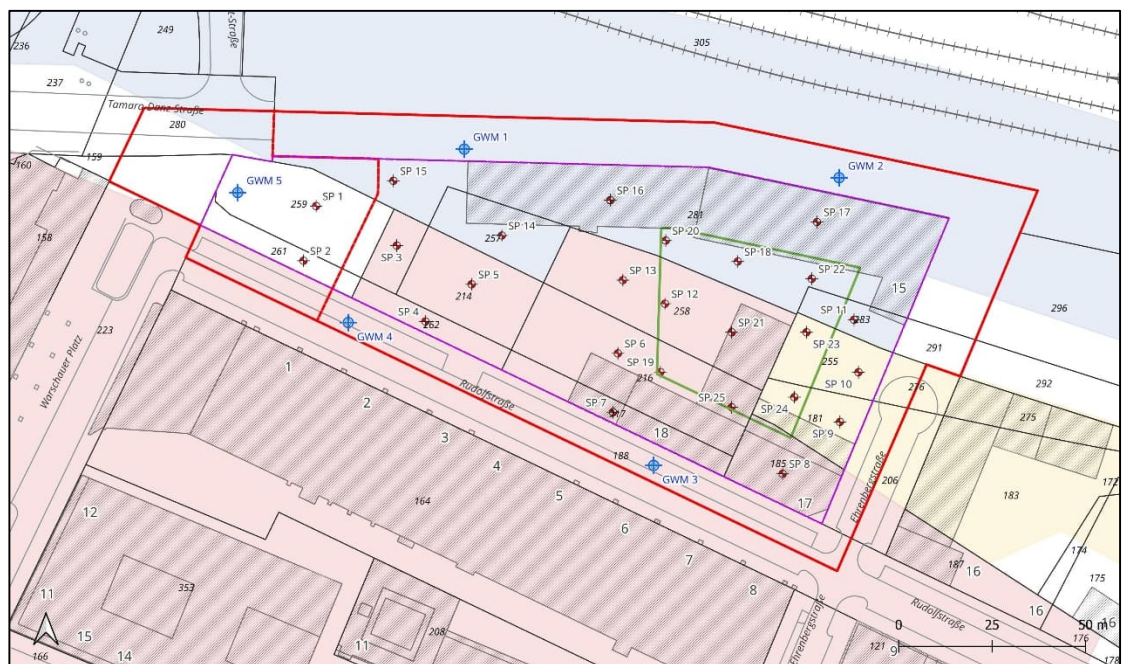 249
z-Straße
305
236
237
Tamara-Danz-Straße
280
159
160
GWM 1
GWM 2
GWM 5
SP 15
SP 1
259
SP 16
158
281
SP 17
257
SP 14
SP 20
261
SP 2
SP 3
SP 18
SP 13
SP 22
SP 5
214
15
296
SP 12
258
SP 11
283
223
SP 4
262
GWM 4
SP 21
SP 23
291
Warschauer Platz
SP 6
255
292
1
SP 19
216
SP 10
276
Rudolfstraße
2
SP 7
SP 25
SP 24
181
275
SP 9
3
18
188
4
GWM 3
185
SP 8
206
Ehrenbergstraße
172
5
183
164
17
12
6
174
7
187
16
175
353
8
11
Rudolfstraße
16
16
0
25
50 m
15
208
11
Ehrenbergstraße
121
176
166
14
9
178